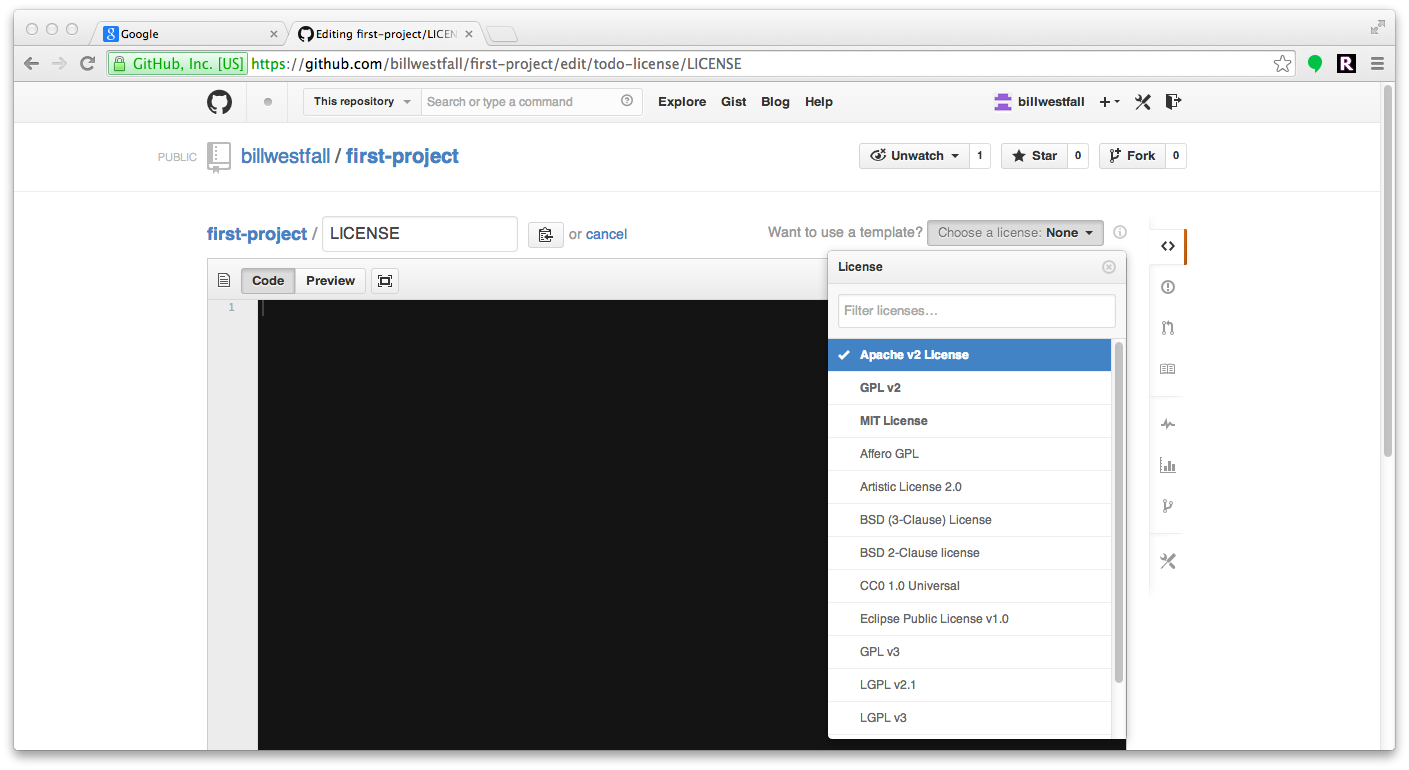 Google
Editing first-project/LICEN
GitHub, Inc. [US] https://github.com/billwestfall/first-project/edit/todo-license/LICENSE
This repository Search or type a command Explore Gist Blog Help billwestfall
PUBLIC billwestfall / first-project Unwatch 1 Star 0 Fork 0
first-project / LICENSE or cancel Want to use a template? Choose a license: None
Code Preview
License
Filter licenses…
1
Apache v2 License
GPL v2
MIT License
Affero GPL
Artistic License 2.0
BSD (3-Clause) License
BSD 2-Clause license
CC0 1.0 Universal
Eclipse Public License v1.0
GPL v3
LGPL v2.1
LGPL v3